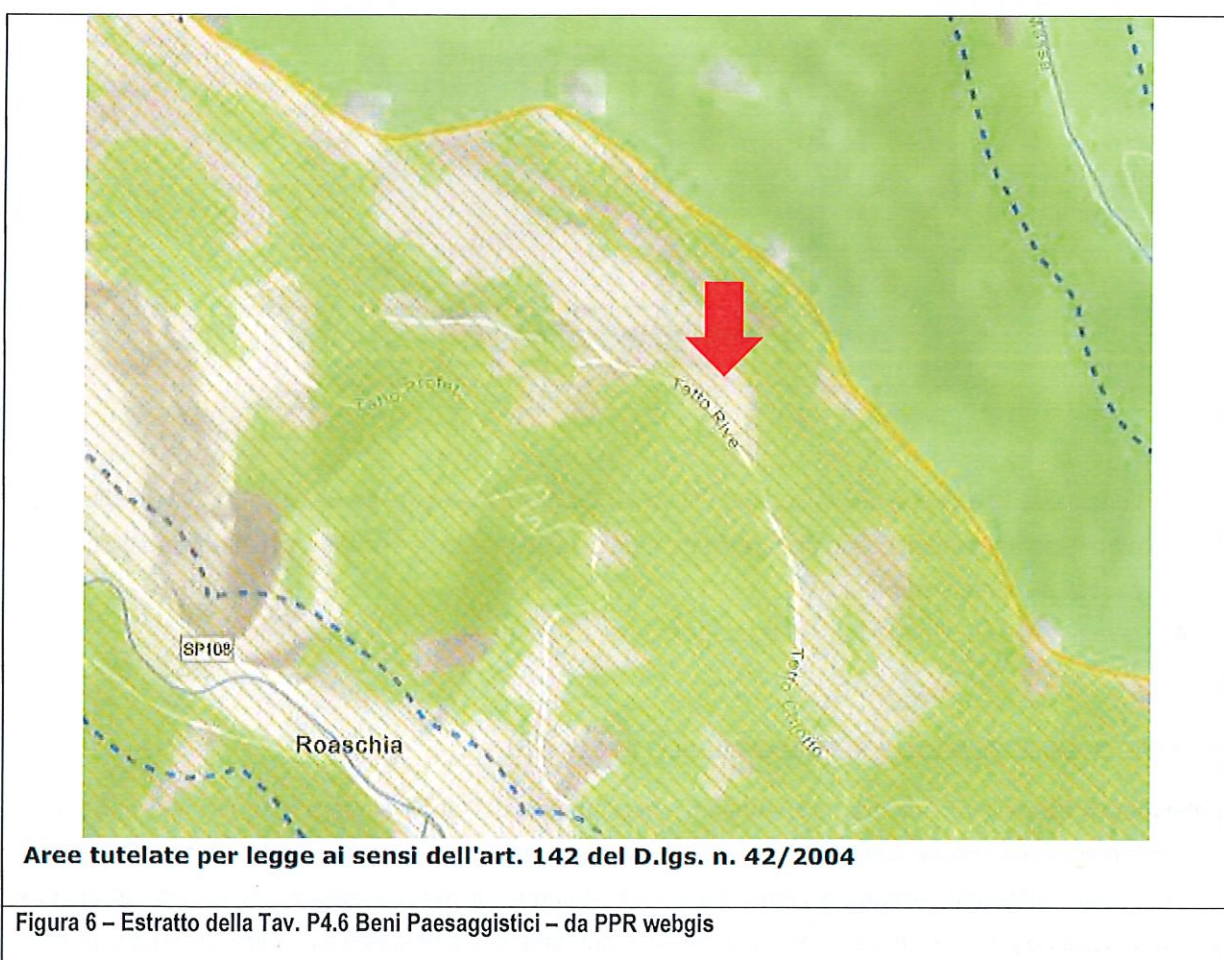 Tetto Rive
SP108
Roaschia
Aree tutelate per legge ai sensi dell'art. 142 del D.lgs. n. 42/2004
Figura 6 – Estratto della Tav. P4.6 Beni Paesaggistici – da PPR webgis